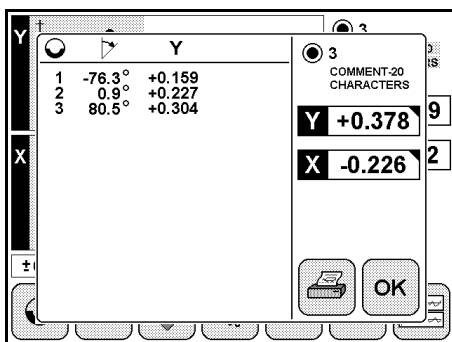 Y
3
Y
1 -76.3° +0.159
2 0.9° +0.227
3 80.5° +0.304
3
COMMENT-20
CHARACTERS
Y +0.378
X -0.226
OK
X
9
2
±